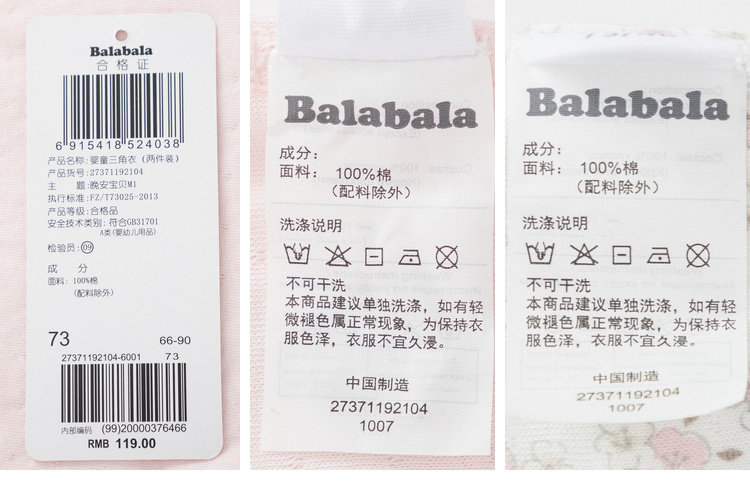 Balabala
合格证
6 915418 524038
产品名称:婴童三角衣(两件装)
产品货号:27371192104
主 题:晚安宝贝M1
执行标准:FZ/T73025-2013
产品等级:合格品
安全技术类别:符合GB31701
A类(婴幼儿用品)
检验员:09
成 分
面料:100%棉
(配料除外)
73 66-90
27371192104-6001 73
内部编码 (99)20000376466
RMB 119.00
Balabala
成分:
面料: 100%棉
(配料除外)
洗涤说明
不可干洗
本商品建议单独洗涤,如有轻
微褪色属正常现象,为保持衣
服色泽,衣服不宜久浸。
中国制造
27371192104
1007
Balabala
成分:
面料: 100%棉
(配料除外)
洗涤说明
不可干洗
本商品建议单独洗涤,如有轻
微褪色属正常现象,为保持衣
服色泽,衣服不宜久浸。
中国制造
27371192104
1007